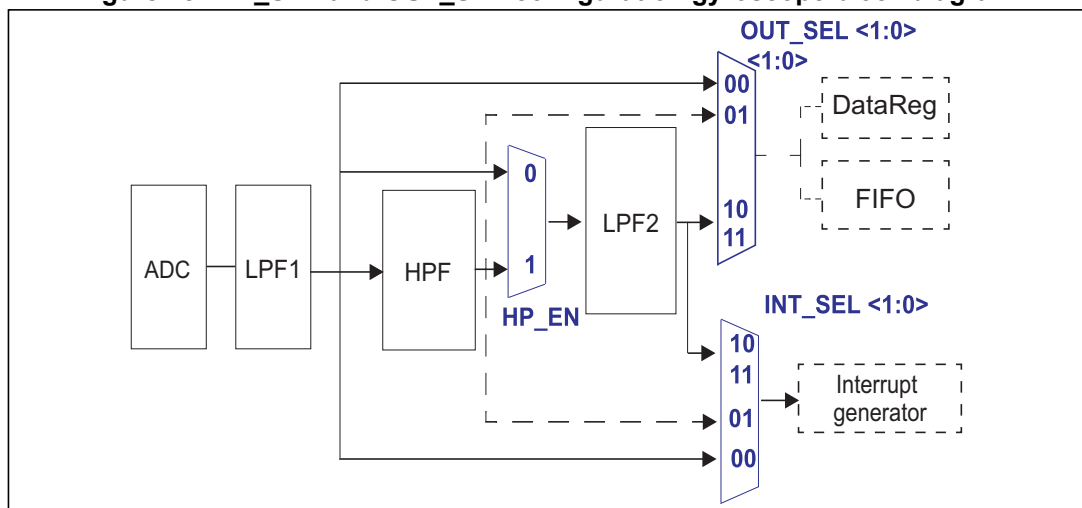 OUT_SEL <1:0>
<1:0>
00
01
10
11
DataReg
FIFO
ADC
LPF1
HPF
0
1
HP_EN
LPF2
INT_SEL <1:0>
10
11
01
00
Interrupt
generator